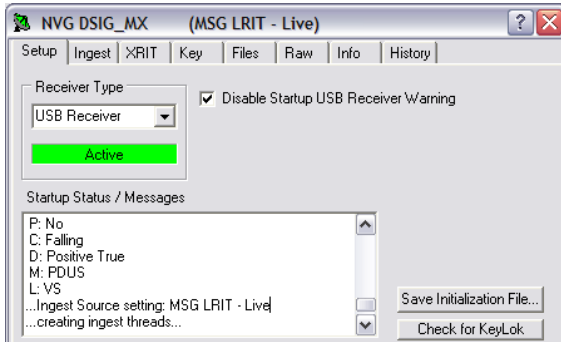 NVG DSIG_MX (MSG LRIT - Live)
Setup Ingest XRIT Key Files Raw Info History
Receiver Type
USB Receiver
Disable Startup USB Receiver Warning
Active
Startup Status / Messages
P: No
C: Falling
D: Positive True
M: PDUS
L: VS
...Ingest Source setting: MSG LRIT - Live
...creating ingest threads...
Save Initialization File...
Check for KeyLok